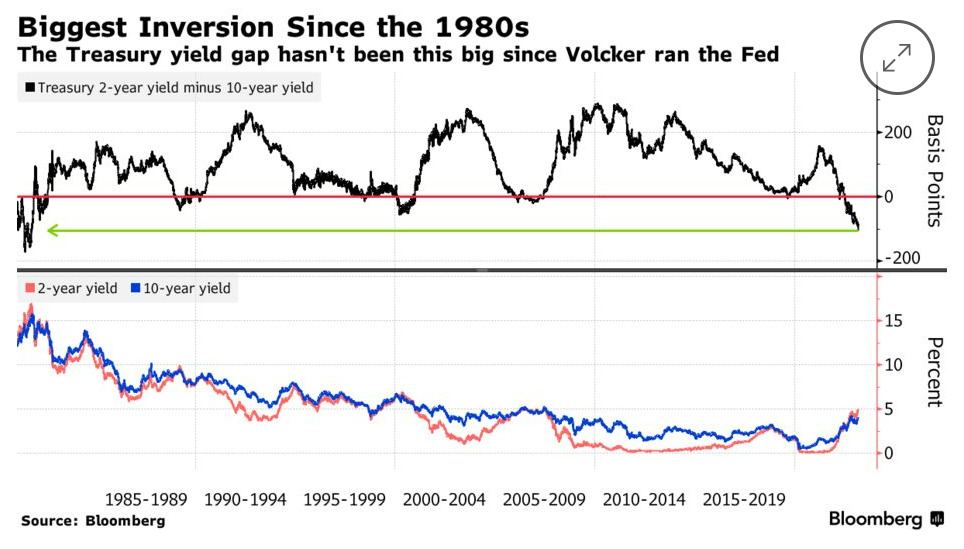 Biggest Inversion Since the 1980s
The Treasury yield gap hasn't been this big since Volcker ran the Fed
Treasury 2-year yield minus 10-year yield
200
0
-200
Basis Points
2-year yield 10-year yield
15
10
5
0
Percent
1985-1989 1990-1994 1995-1999 2000-2004 2005-2009 2010-2014 2015-2019
Source: Bloomberg
Bloomberg